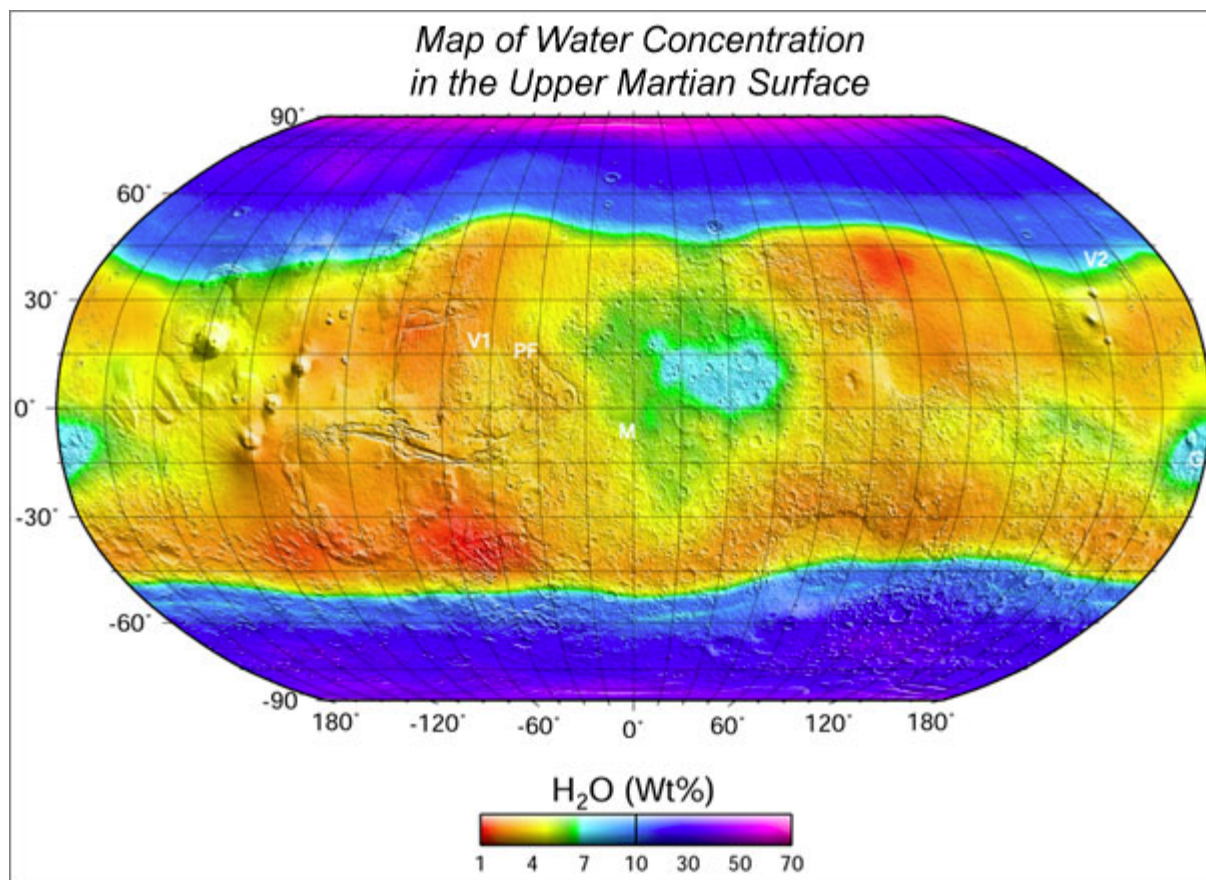 Map of Water Concentration
in the Upper Martian Surface
90°
60°
30°
0°
-30°
-60°
-90
V2
V1
PF
M
G
180° -120° -60° 0° 60° 120° 180°
H₂O (Wt%)
1 4 7 10 30 50 70